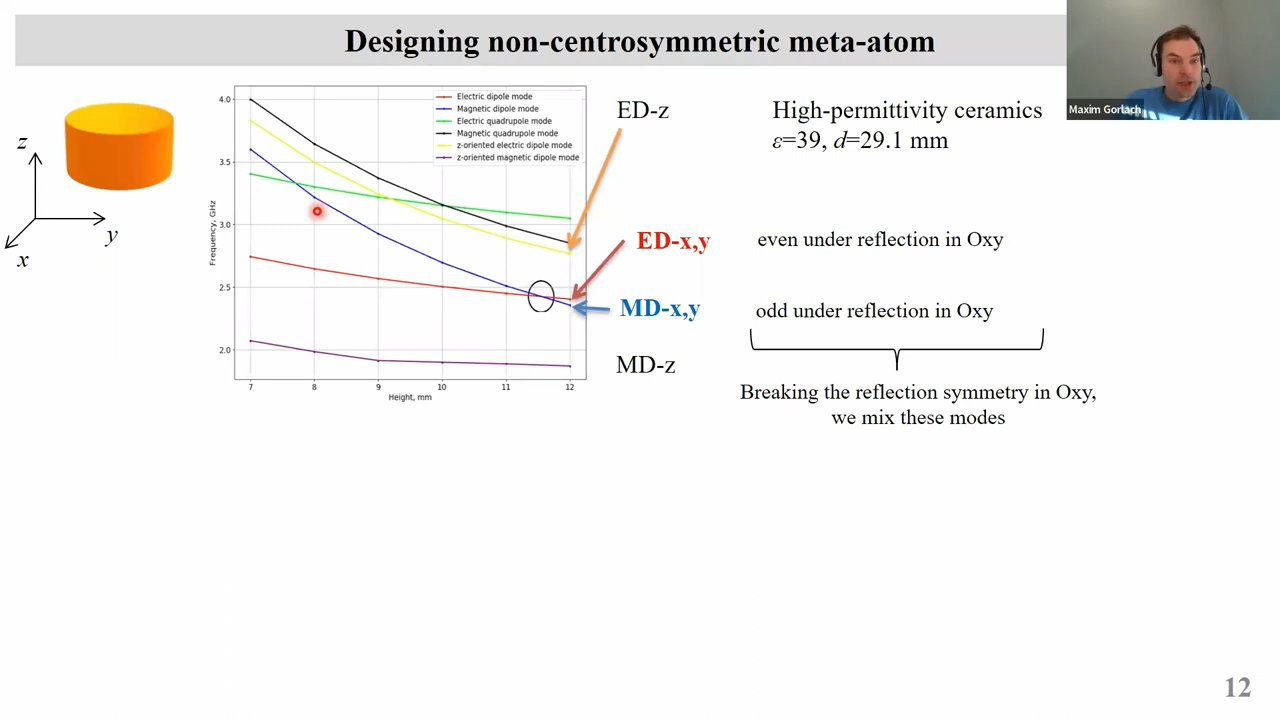 Designing non-centrosymmetric meta-atom
Maxim Gorlach
z
y
x
4.0
3.5
3.0
2.5
2.0
7
8
9
10
11
12
Frequency, GHz
Height, mm
Electric dipole mode
Magnetic dipole mode
Electric quadrupole mode
Magnetic quadrupole mode
z-oriented electric dipole mode
z-oriented magnetic dipole mode
ED-z
ED-x,y
MD-x,y
MD-z
High-permittivity ceramics
ε=39, d=29.1 mm
even under reflection in Oxy
odd under reflection in Oxy
Breaking the reflection symmetry in Oxy,
we mix these modes
12